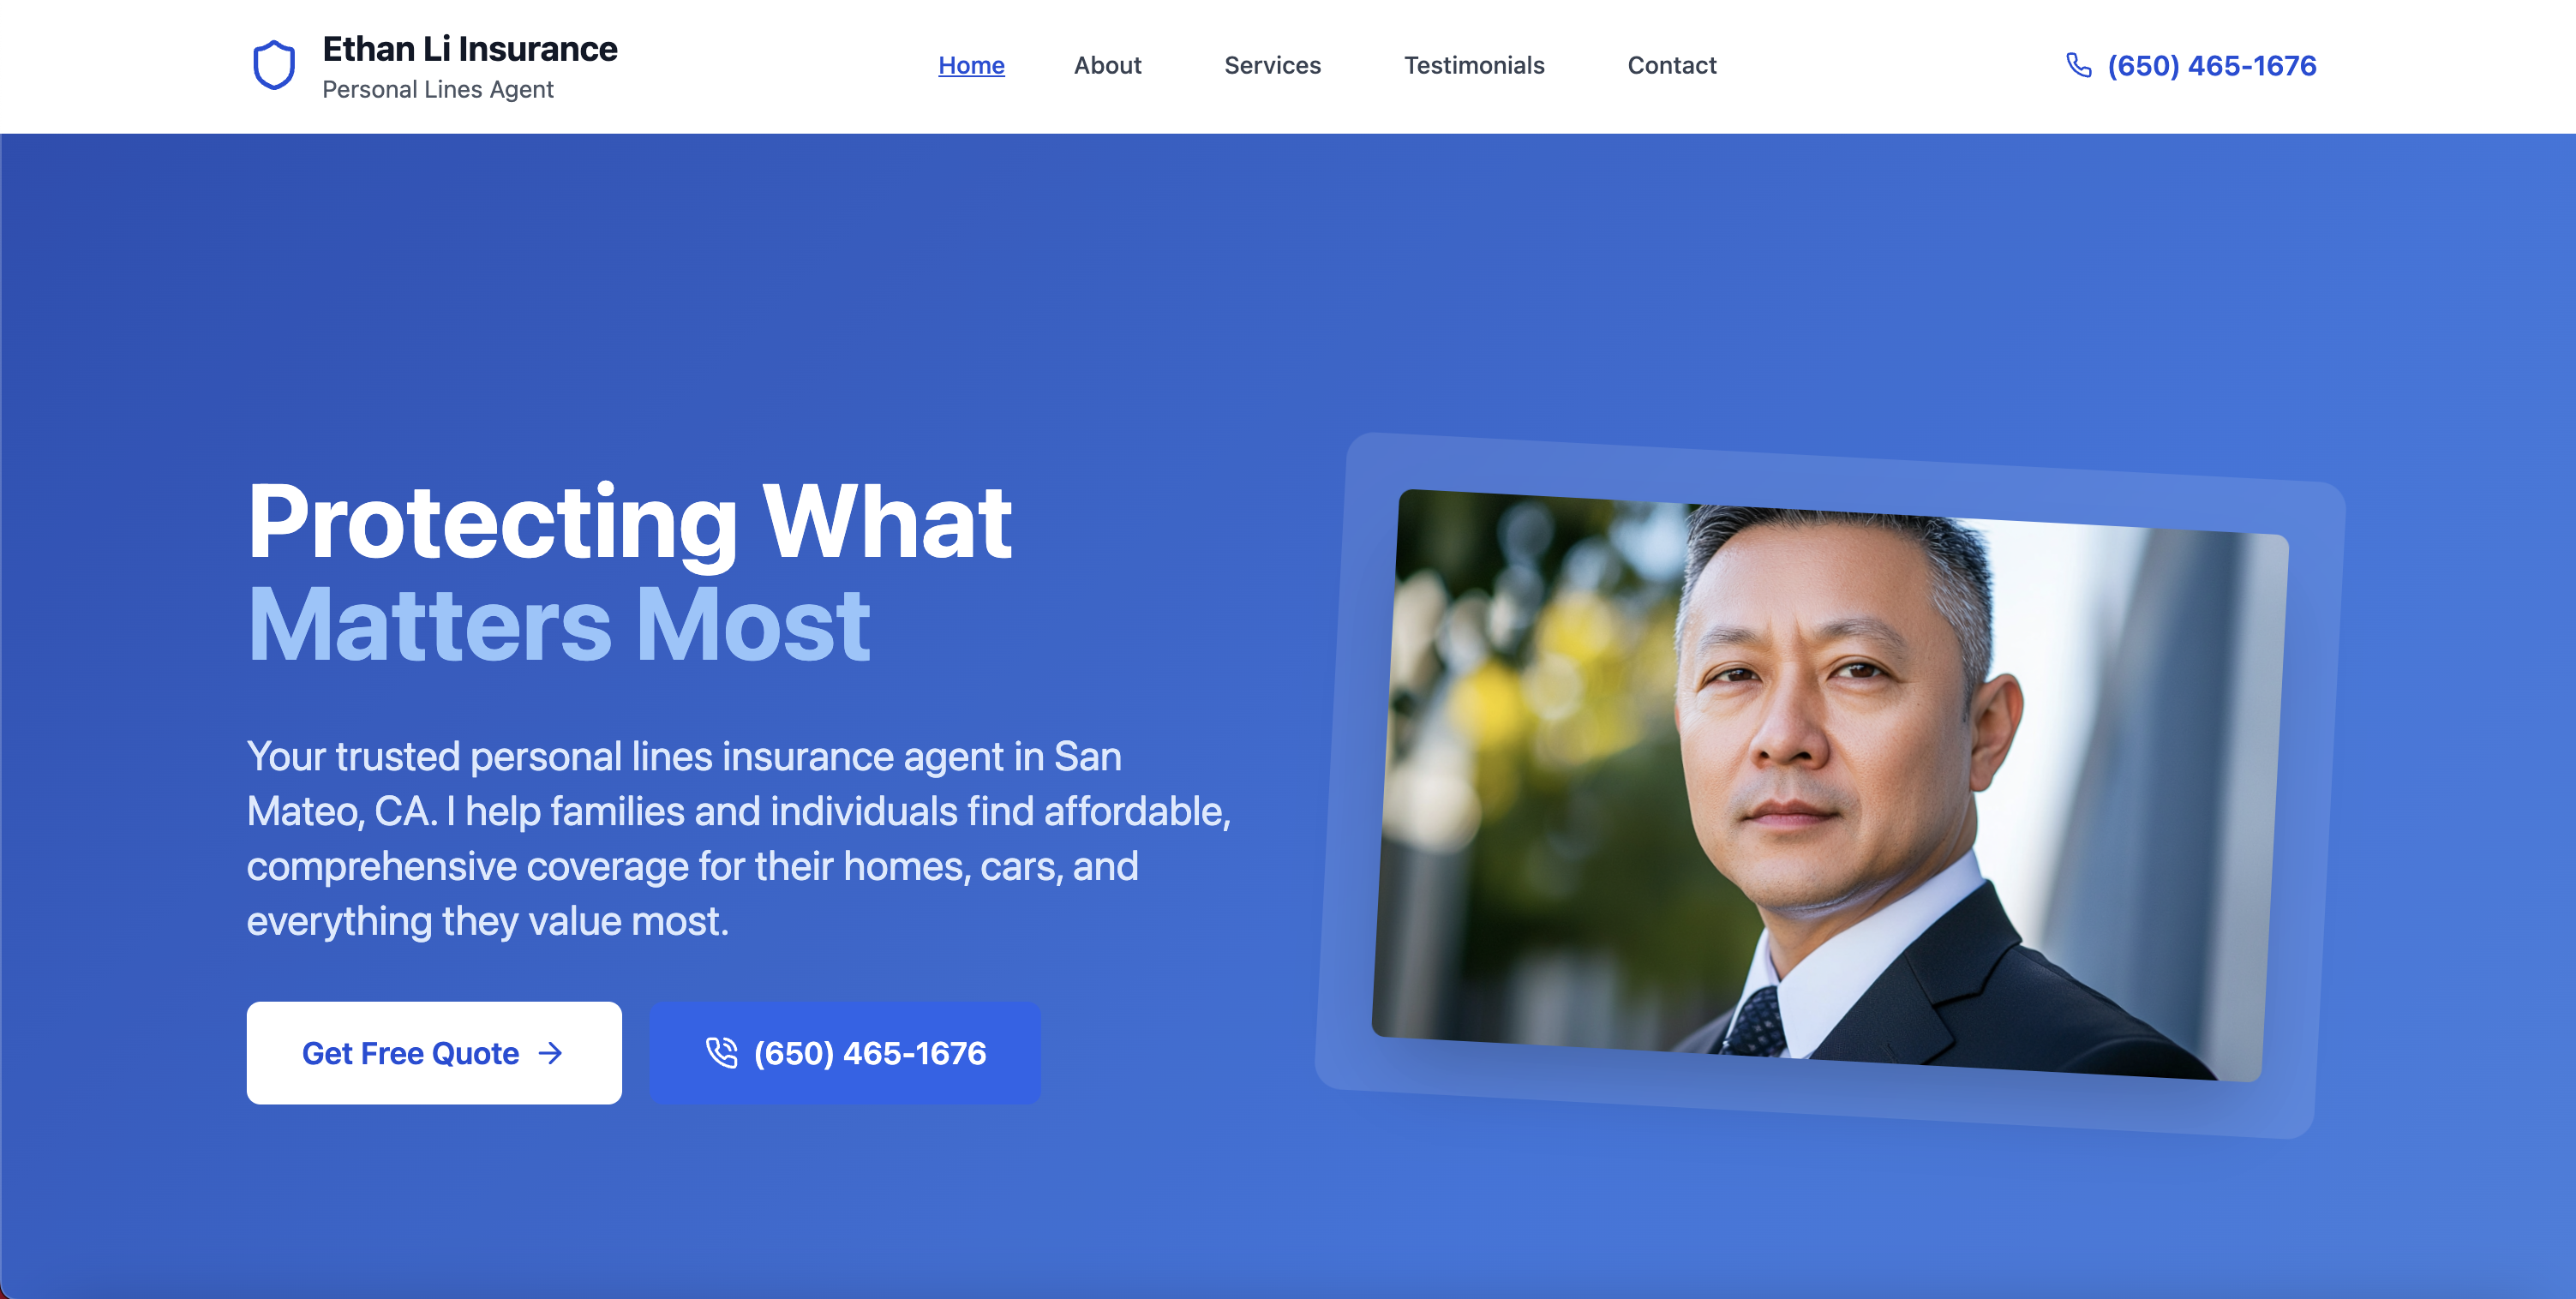 Ethan Li Insurance
Personal Lines Agent
Home
About
Services
Testimonials
Contact
(650) 465-1676
Protecting What
Matters Most
Your trusted personal lines insurance agent in San
Mateo, CA. I help families and individuals find affordable,
comprehensive coverage for their homes, cars, and
everything they value most.
Get Free Quote →
(650) 465-1676